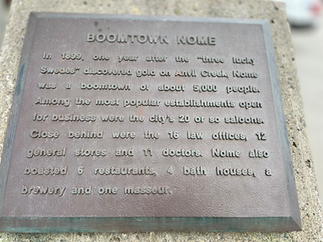 BOOMTOWN NOME
In 1899, one year after the "three lucky
Swedes" discovered gold on Anvil Creek, Nome
was a boomtown of about 5,000 people.
Among the most popular establishments open
for business were the city's 20 or so saloons.
Close behind were the 16 law offices, 12
general stores and 11 doctors. Nome also
boasted 6 restaurants, 4 bath houses, a
brewery and one masseur.